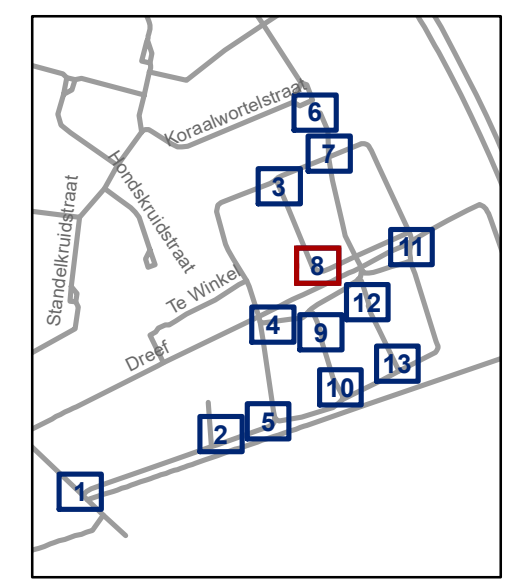 6
Koraalwortelstraat
7
Hondskruidstraat
3
Standelkruidstraat
11
8
Te Winkel
12
4
9
Dreef
13
10
5
2
1